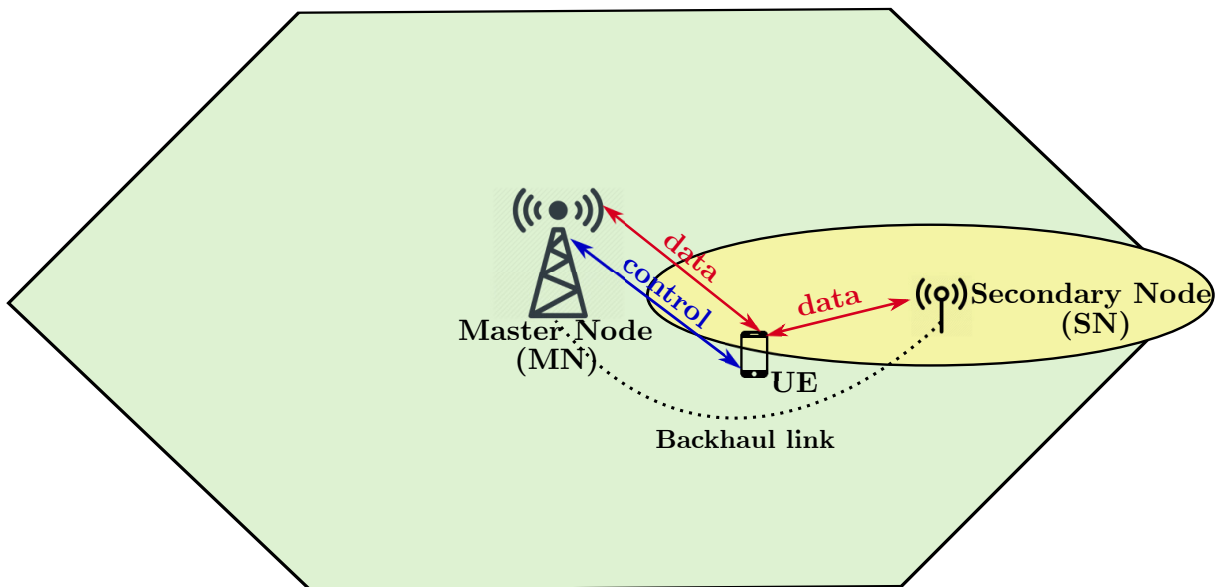 data
control
data
Secondary Node
(SN)
Master Node
(MN)
UE
Backhaul link